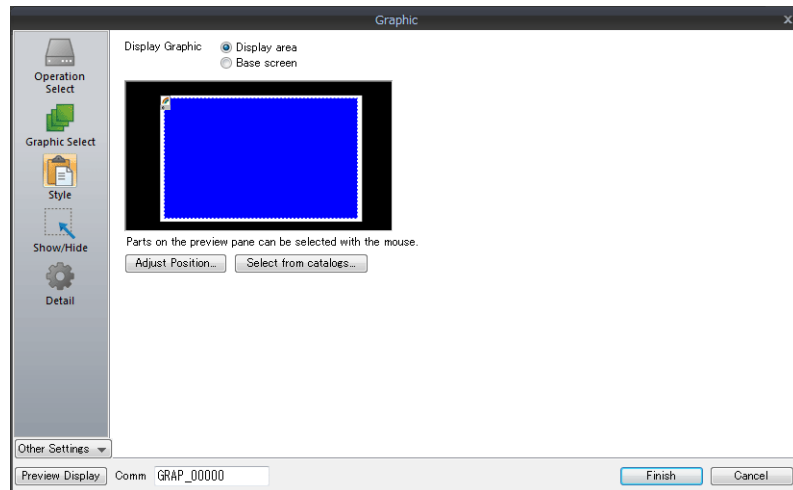 Graphic
x
Operation
Select
Graphic Select
Style
Show/Hide
Detail
Other Settings
Display Graphic
Display area
Base screen
Parts on the preview pane can be selected with the mouse.
Adjust Position...
Select from catalogs...
Preview Display
Comm
GRAP_00000
Finish
Cancel